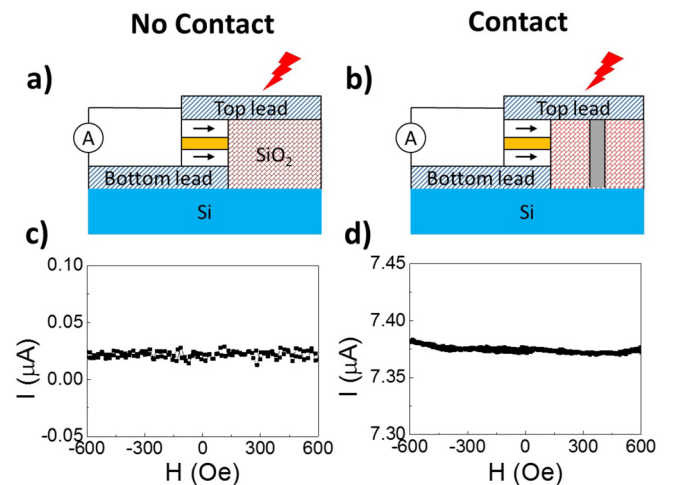 No Contact
Contact
a)
b)
Top lead
Top lead
A
A
SiO₂
Bottom lead
Bottom lead
Si
Si
c)
d)
0.10
0.05
0.00
-0.05
I (μA)
-600 -300 0 300 600
H (Oe)
7.45
7.40
7.35
7.30
I (μA)
-600 -300 0 300 600
H (Oe)